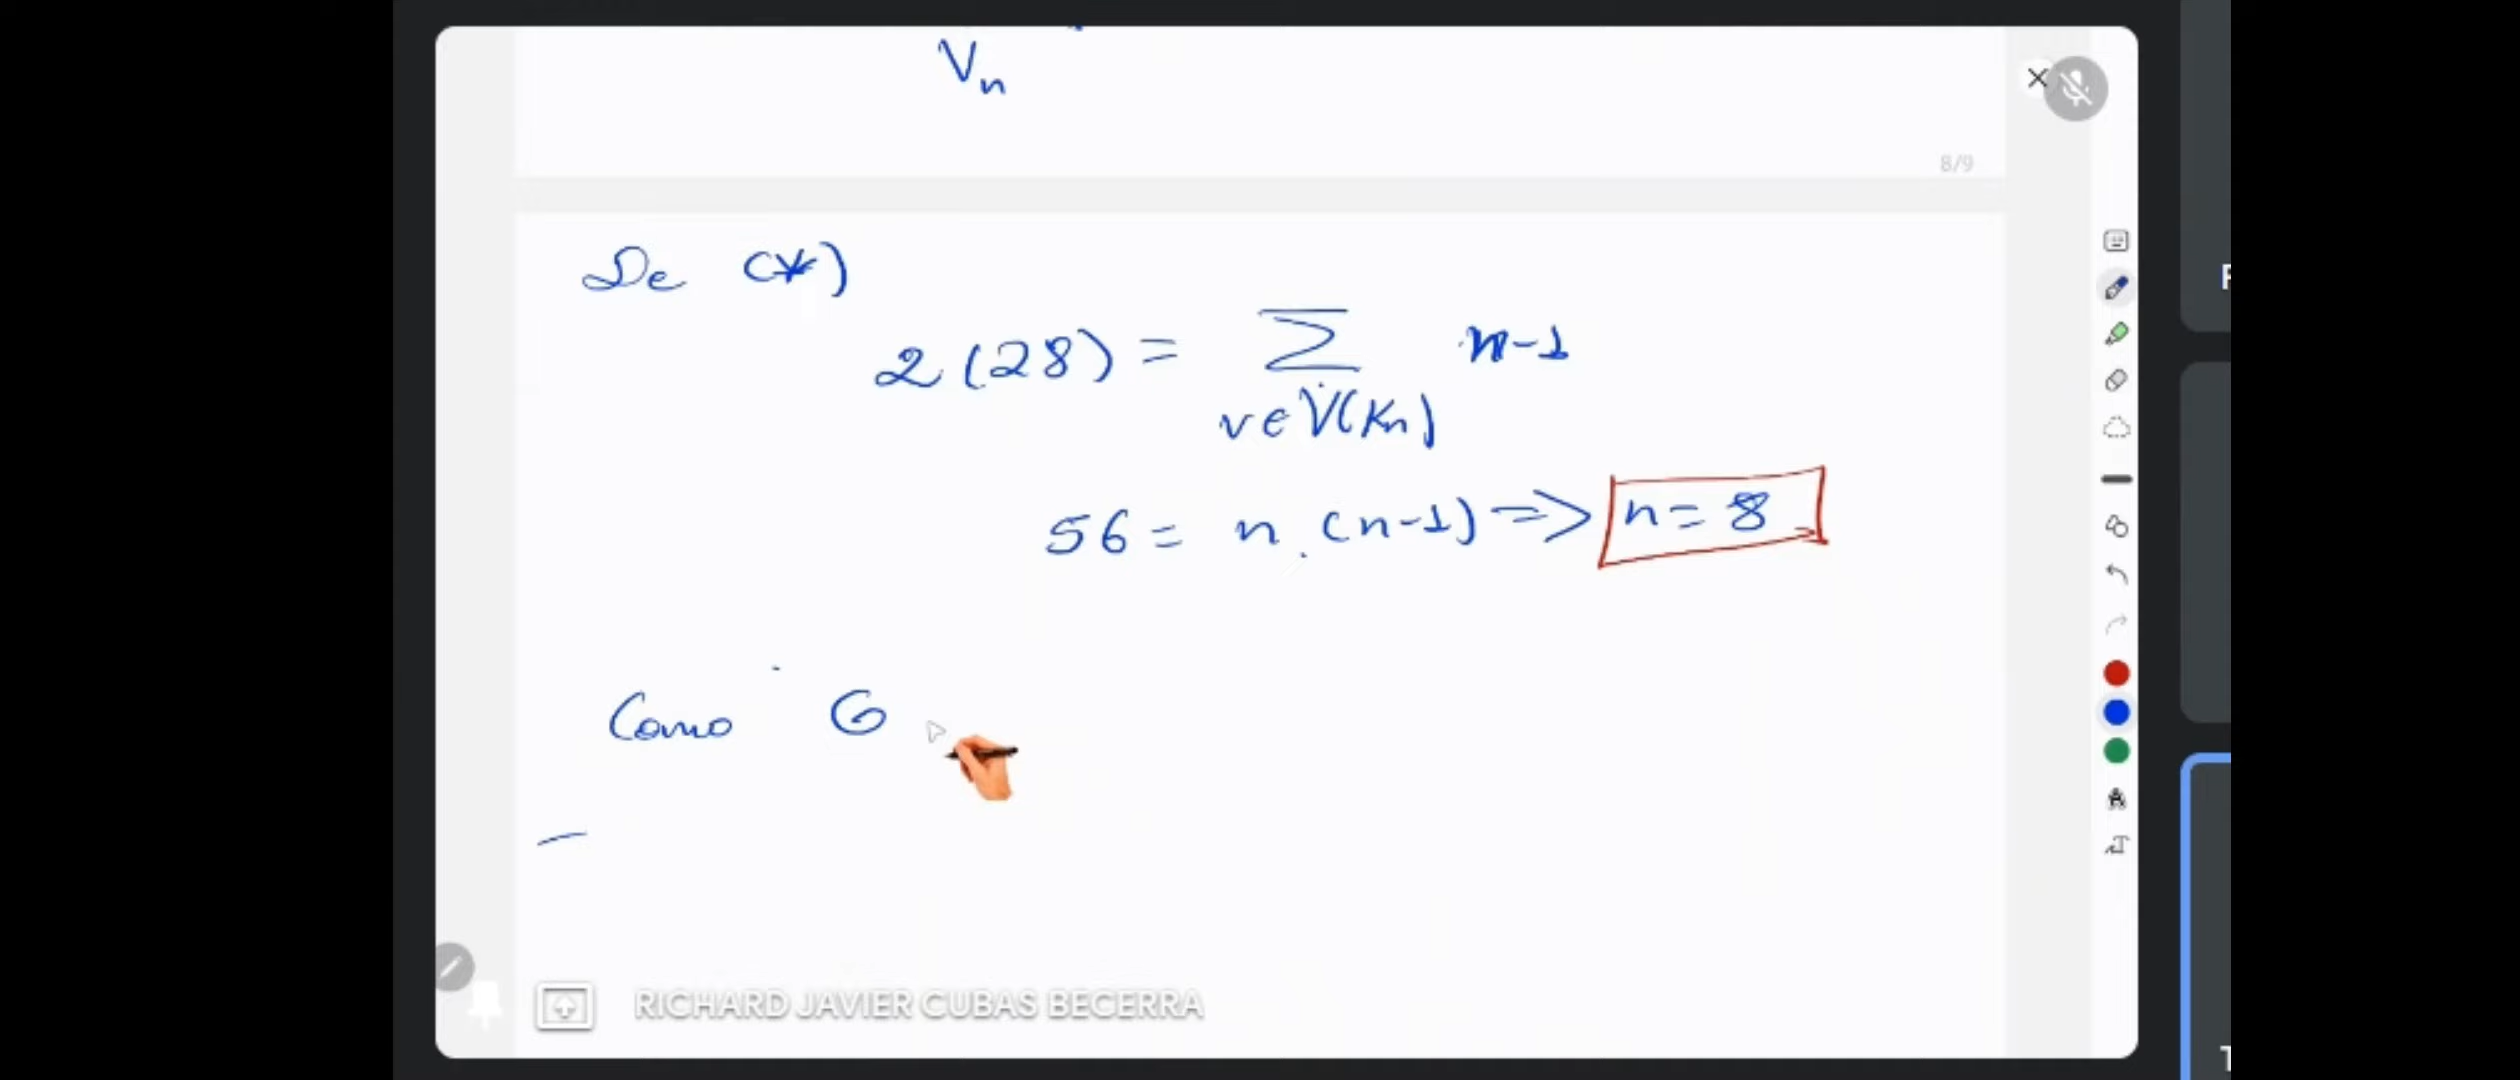 Vn
8/9
De (*)
2(28) = ∑ n-1
v∈V(Kn)
56 = n.(n-1) => n = 8
Como G
RICHARD JAVIER CUBAS BECERRA